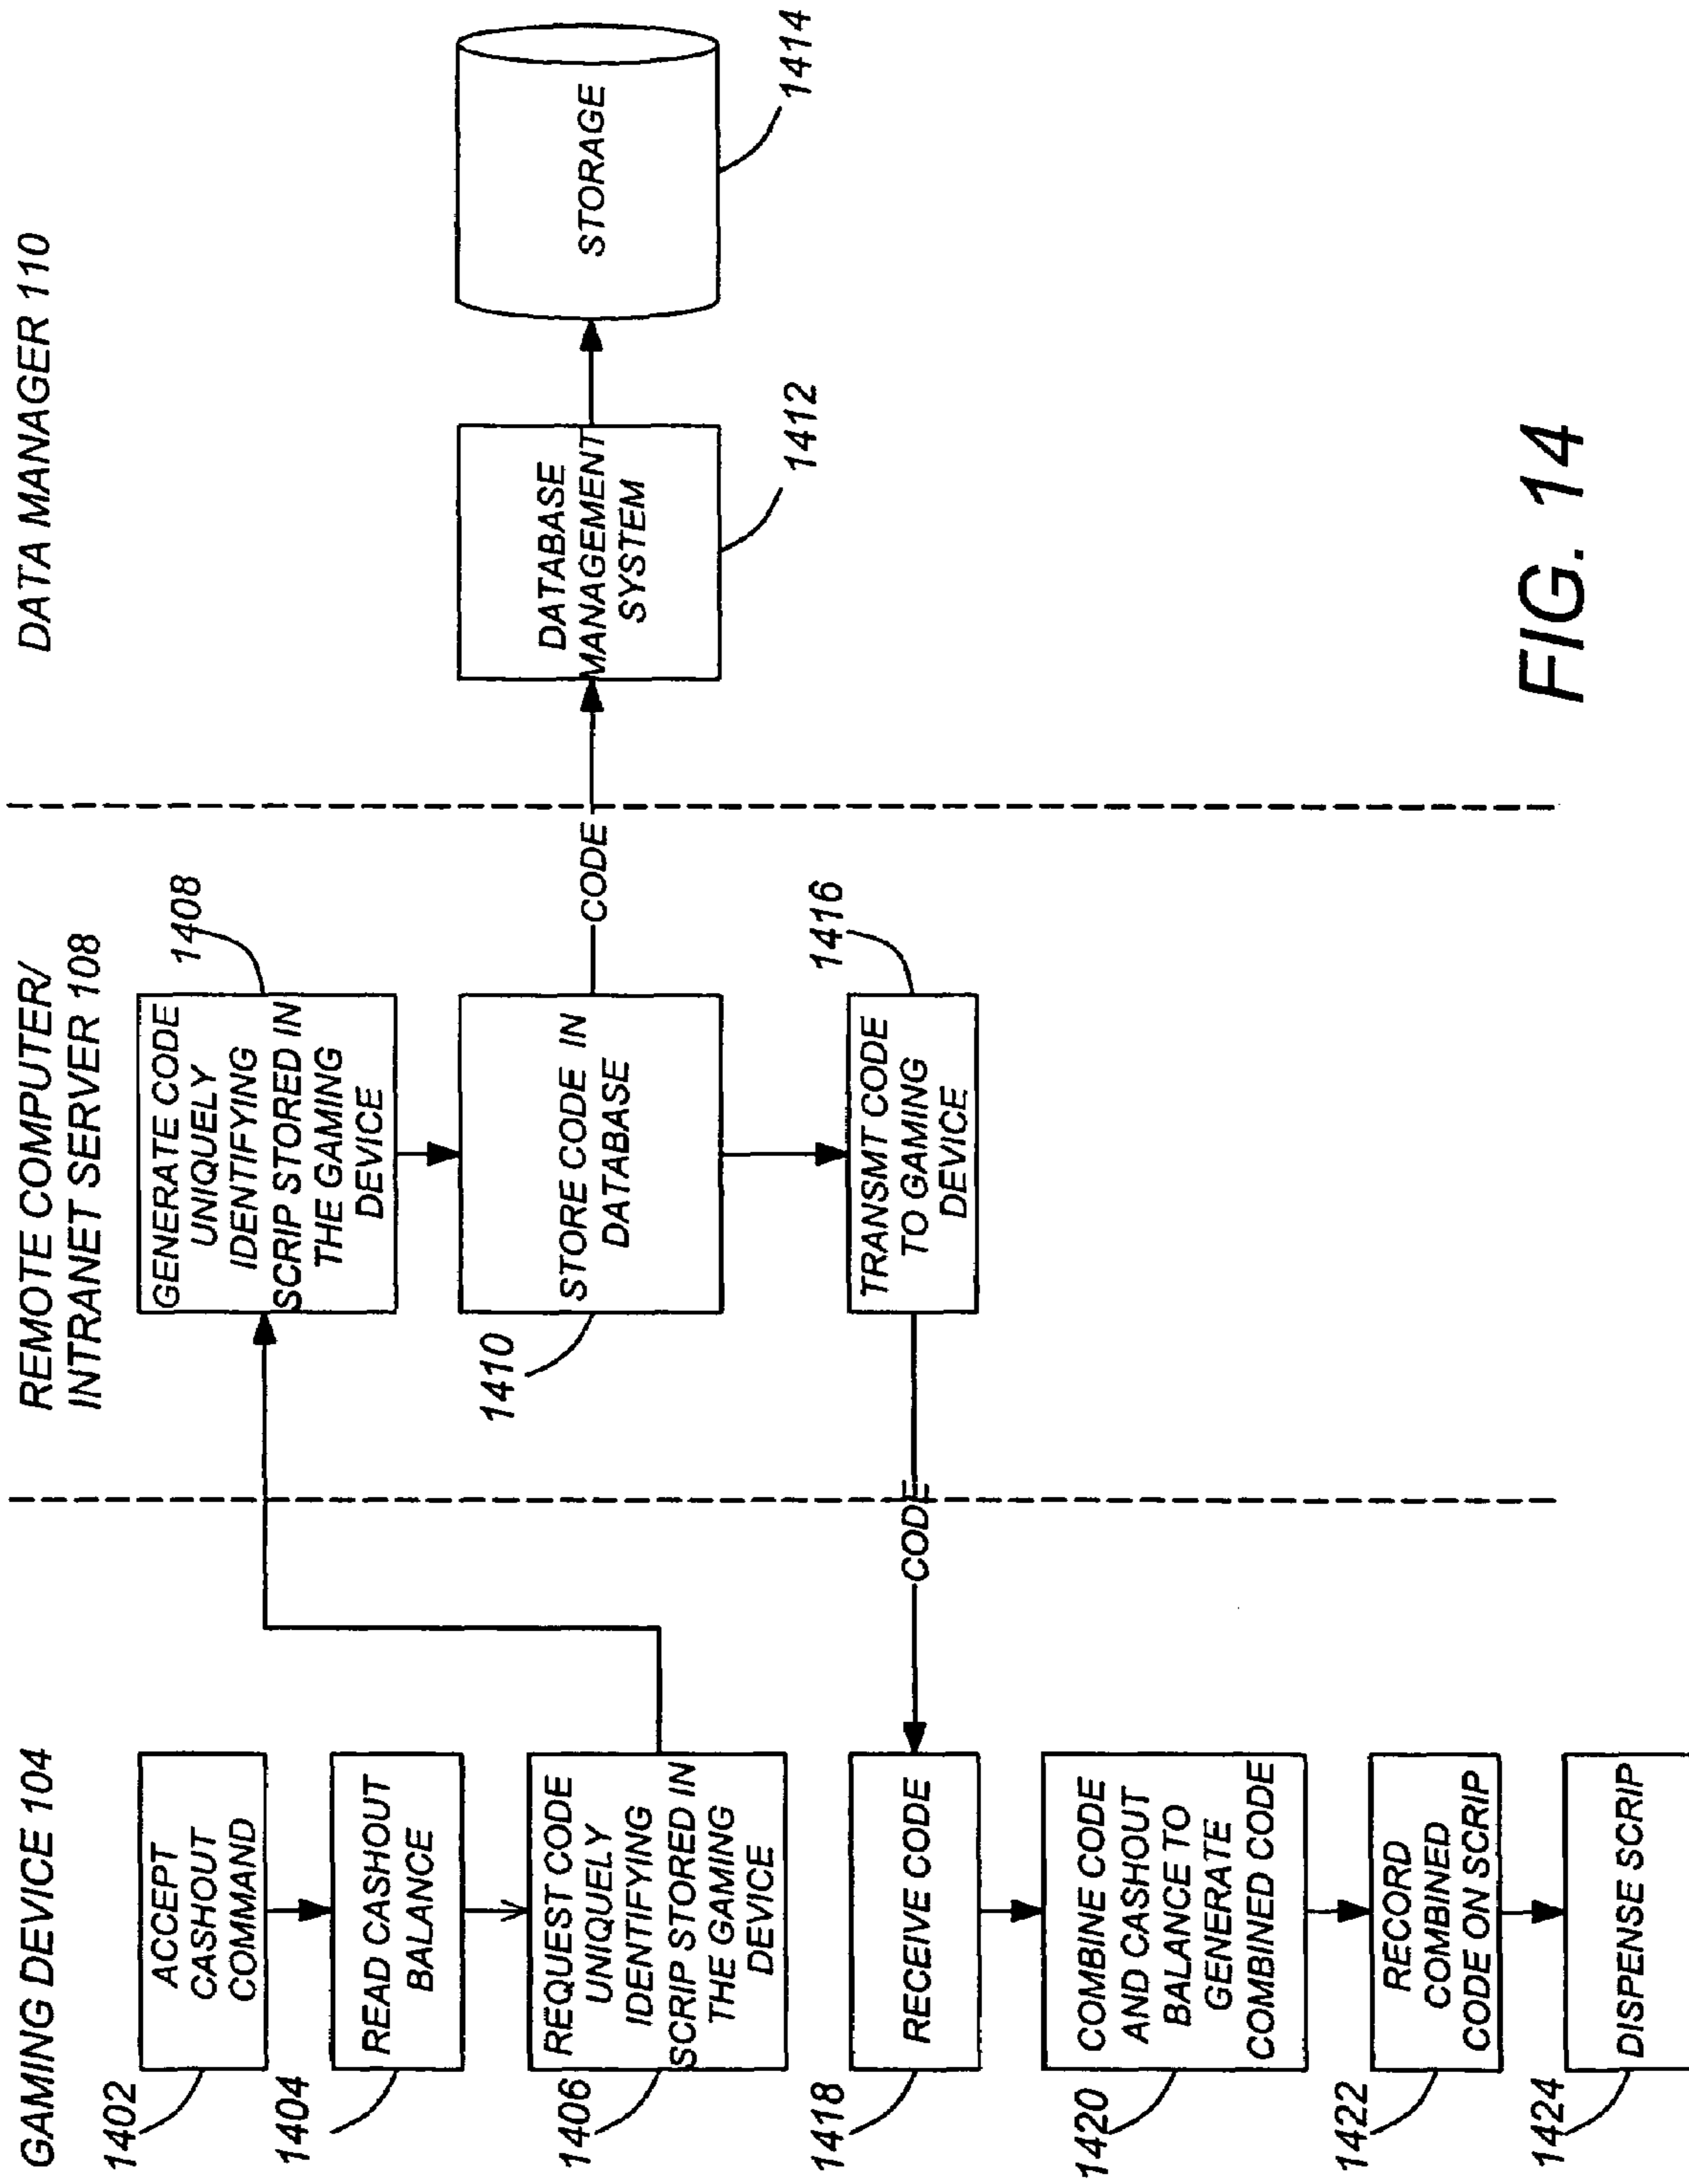 GAMING DEVICE 104
1402
ACCEPT
CASHOUT
COMMAND
1404
READ CASHOUT
BALANCE
1406
REQUEST CODE
UNIQUELY
IDENTIFYING
SCRIP STORED IN
THE GAMING
DEVICE
1418
RECEIVE CODE
1420
COMBINE CODE
AND CASHOUT
BALANCE TO
GENERATE
COMBINED CODE
1422
RECORD
COMBINED
CODE ON SCRIP
1424
DISPENSE SCRIP
REMOTE COMPUTER/
INTRANET SERVER 108
1408
GENERATE CODE
UNIQUELY
IDENTIFYING
SCRIP STORED IN
THE GAMING
DEVICE
1410
STORE CODE IN
DATABASE
CODE
1416
TRANSMT CODE
TO GAMING
DEVICE
CODE
DATA MANAGER 110
DATABASE
MANAGEMENT
SYSTEM
1412
STORAGE
1414
FIG. 14